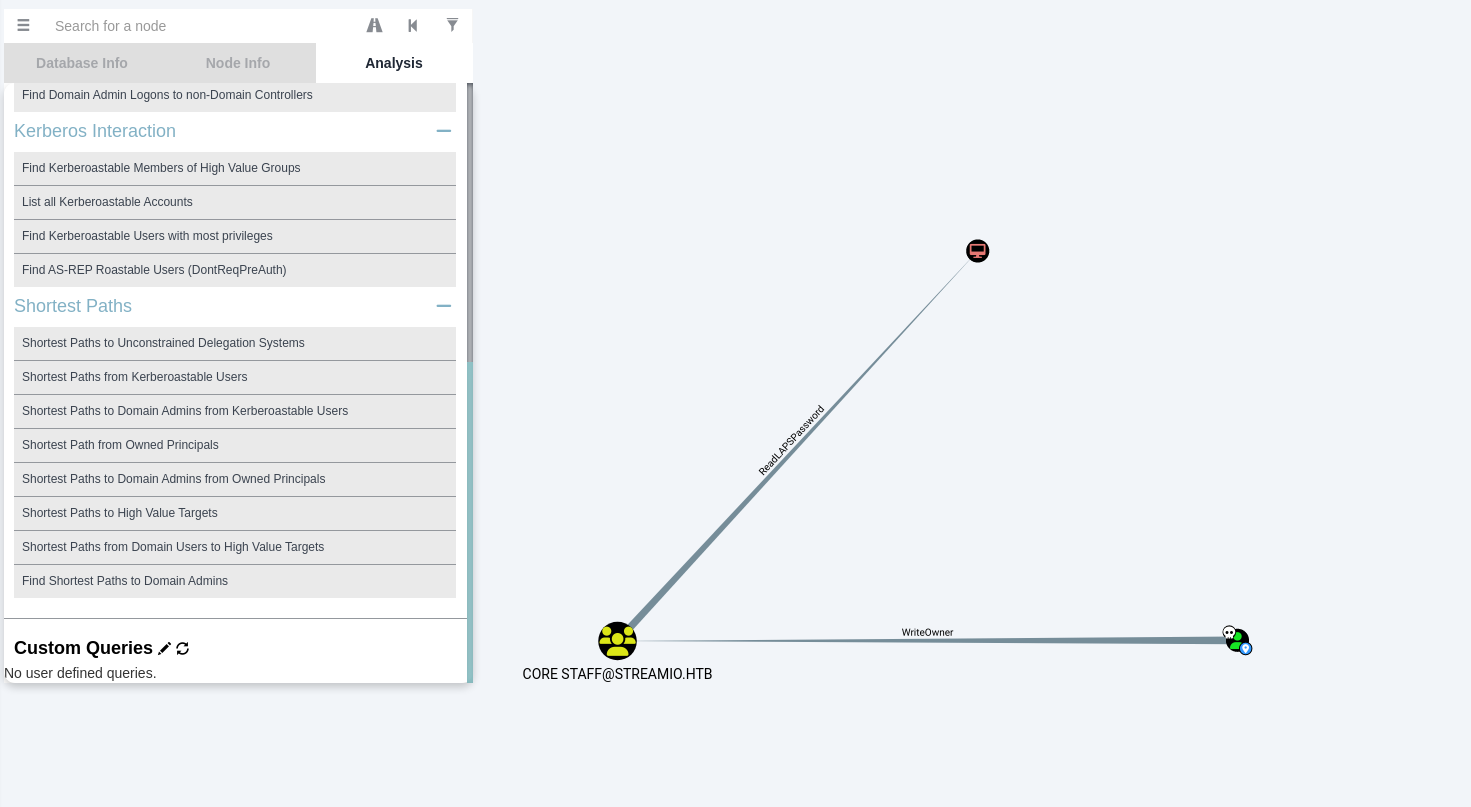 Search for a node
Database Info
Node Info
Analysis
Find Domain Admin Logons to non-Domain Controllers
Kerberos Interaction
Find Kerberoastable Members of High Value Groups
List all Kerberoastable Accounts
Find Kerberoastable Users with most privileges
Find AS-REP Roastable Users (DontReqPreAuth)
Shortest Paths
Shortest Paths to Unconstrained Delegation Systems
Shortest Paths from Kerberoastable Users
Shortest Paths to Domain Admins from Kerberoastable Users
Shortest Path from Owned Principals
Shortest Paths to Domain Admins from Owned Principals
Shortest Paths to High Value Targets
Shortest Paths from Domain Users to High Value Targets
Find Shortest Paths to Domain Admins
Custom Queries
No user defined queries.
ReadLAPSPassword
WriteOwner
CORE STAFF@STREAMIO.HTB